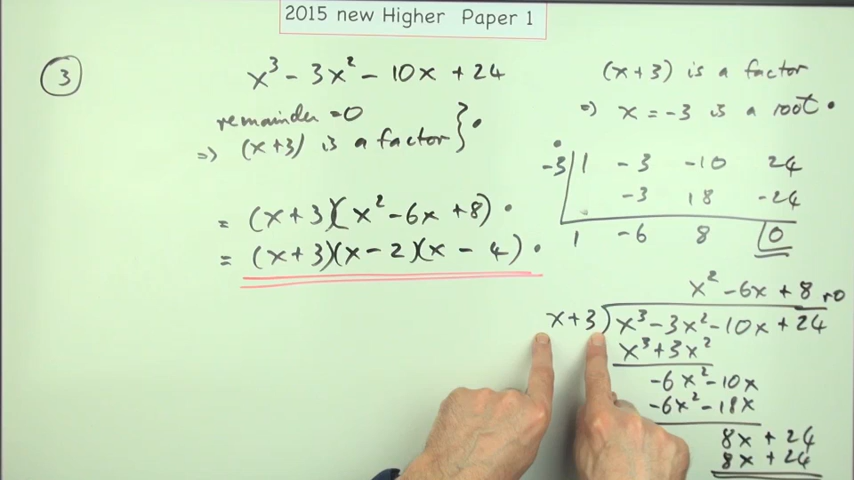 2015 new Higher Paper 1
3
x³ - 3x² - 10x + 24
remainder = 0
=> (x+3) is a factor }
= (x+3)(x² - 6x + 8)
= (x+3)(x - 2)(x - 4)
(x+3) is a factor
=> x = -3 is a root
-3 | 1 -3 -10 24
-3 18 -24
1 -6 8 0
x² - 6x + 8 r0
x+3 ) x³ - 3x² - 10x + 24
x³ + 3x²
-6x² - 10x
-6x² - 18x
8x + 24
8x + 24